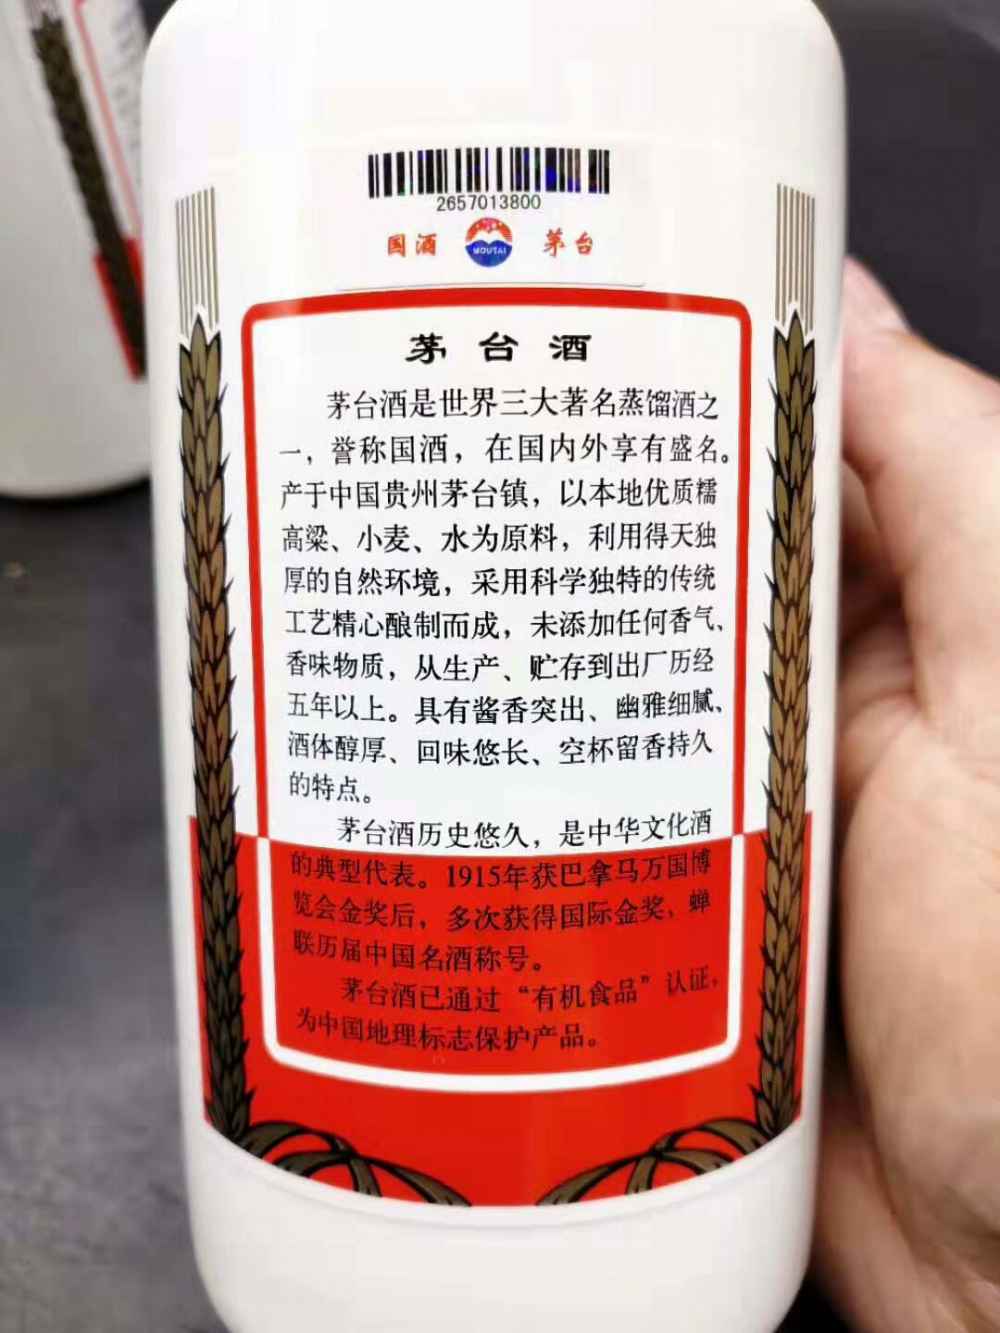 2657013800
国酒 MOUTAI 茅台
茅台酒
茅台酒是世界三大著名蒸馏酒之
一，誉称国酒，在国内外享有盛名。
产于中国贵州茅台镇，以本地优质糯
高粱、小麦、水为原料，利用得天独
厚的自然环境，采用科学独特的传统
工艺精心酿制而成，未添加任何香气、
香味物质，从生产、贮存到出厂历经
五年以上。具有酱香突出、幽雅细腻、
酒体醇厚、回味悠长、空杯留香持久
的特点。
茅台酒历史悠久，是中华文化酒
的典型代表。1915年获巴拿马万国博
览会金奖后，多次获得国际金奖，蝉
联历届中国名酒称号。
茅台酒已通过“有机食品”认证，
为中国地理标志保护产品。